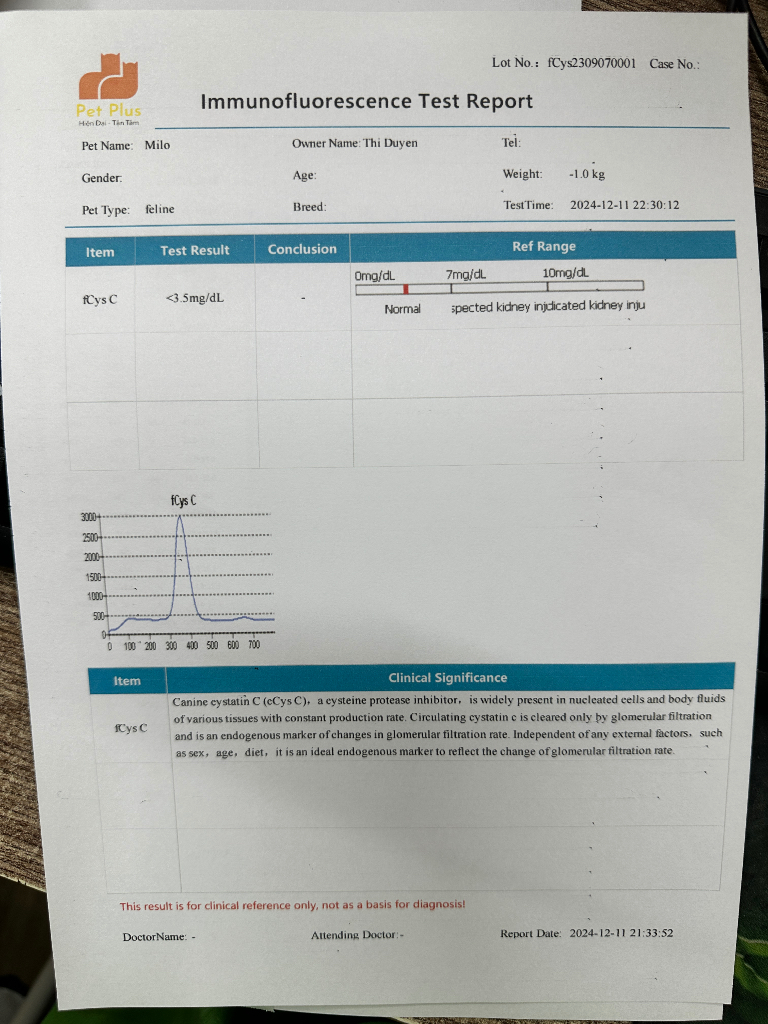 Lot No.: fCys2309070001 Case No.:
Pet Plus
Hiện Đại - Tận Tâm
Immunofluorescence Test Report
Pet Name: Milo Owner Name: Thi Duyen Tel:
Gender: Age: Weight: -1.0 kg
Pet Type: feline Breed: TestTime: 2024-12-11 22:30:12
Item Test Result Conclusion Ref Range
0mg/dL 7mg/dL 10mg/dL
fCys C <3.5mg/dL -
Normal spected kidney injdicated kidney inju
fCys C
3000
2500
2000
1500
1000
500
0
0 100 200 300 400 500 600 700
Item Clinical Significance
Canine cystatin C (cCys C), a cysteine protease inhibitor, is widely present in nucleated cells and body fluids
of various tissues with constant production rate. Circulating cystatin c is cleared only by glomerular filtration
fCys C
and is an endogenous marker of changes in glomerular filtration rate. Independent of any external factors, such
as sex, age, diet, it is an ideal endogenous marker to reflect the change of glomerular filtration rate.
This result is for clinical reference only, not as a basis for diagnosis!
DoctorName: - Attending Doctor:- Report Date: 2024-12-11 21:33:52